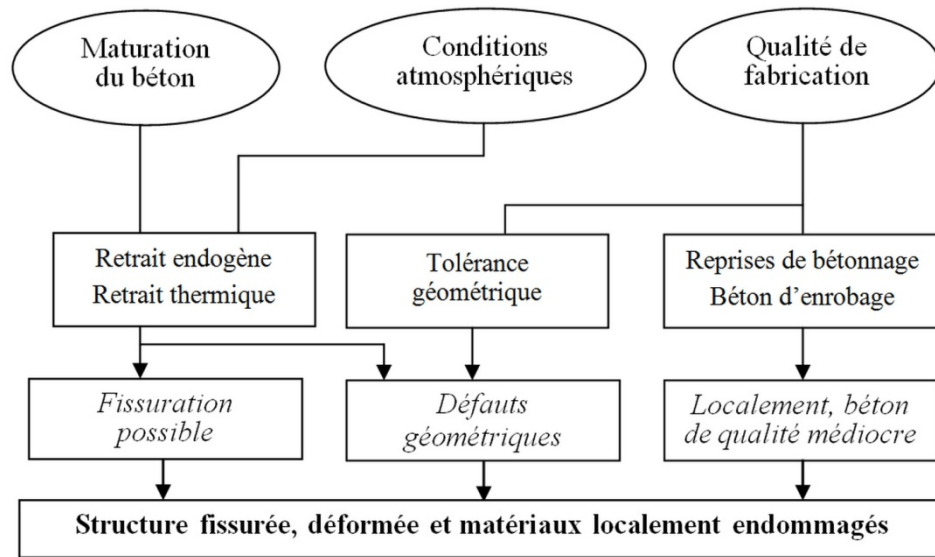 Maturation
du béton
Conditions
atmosphériques
Qualité de
fabrication
Retrait endogène
Retrait thermique
Tolérance
géométrique
Reprises de bétonnage
Béton d’enrobage
Fissuration
possible
Défauts
géométriques
Localement, béton
de qualité médiocre
Structure fissurée, déformée et matériaux localement endommagés